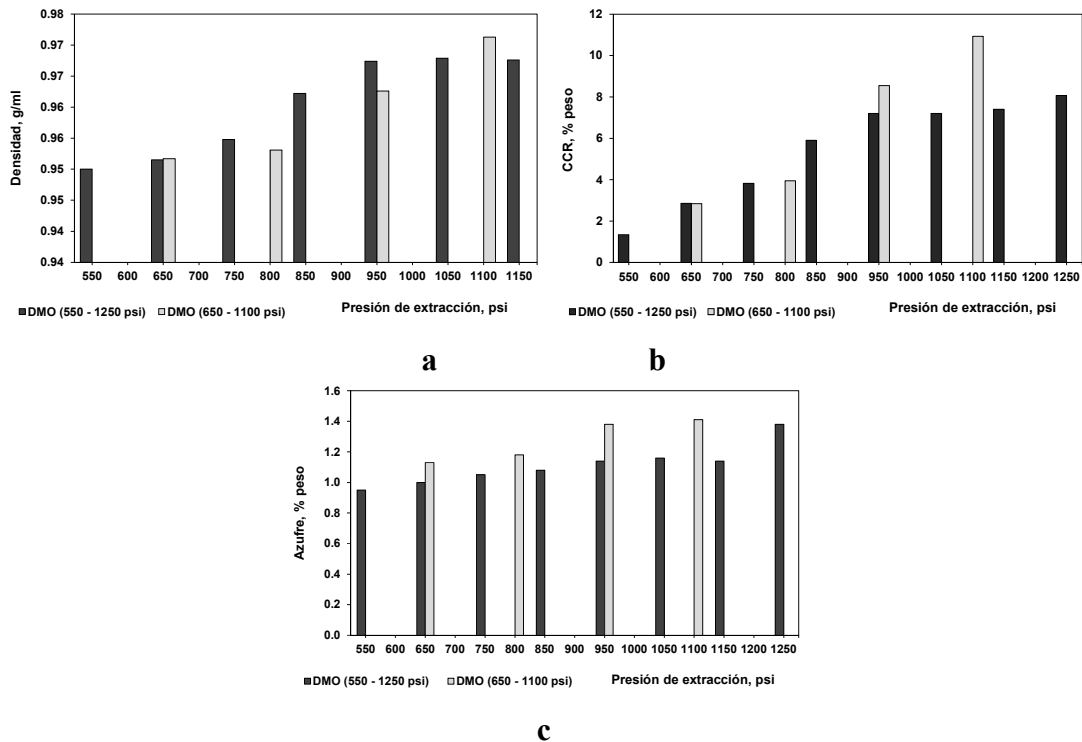 0.98
0.97
0.97
0.96
0.96
0.95
0.95
0.94
0.94
Densidad, g/ml
550 600 650 700 750 800 850 900 950 1000 1050 1100 1150
DMO (550 - 1250 psi) DMO (650 - 1100 psi) Presión de extracción, psi
a
12
10
8
6
4
2
0
CCR, % peso
550 600 650 700 750 800 850 900 950 1000 1050 1100 1150 1200 1250
DMO (550 - 1250 psi) DMO (650 - 1100 psi) Presión de extracción, psi
b
1.6
1.4
1.2
1.0
0.8
0.6
0.4
0.2
0.0
Azufre, % peso
550 600 650 700 750 800 850 900 950 1000 1050 1100 1150 1200 1250
DMO (550 - 1250 psi) DMO (650 - 1100 psi) Presión de extracción, psi
c